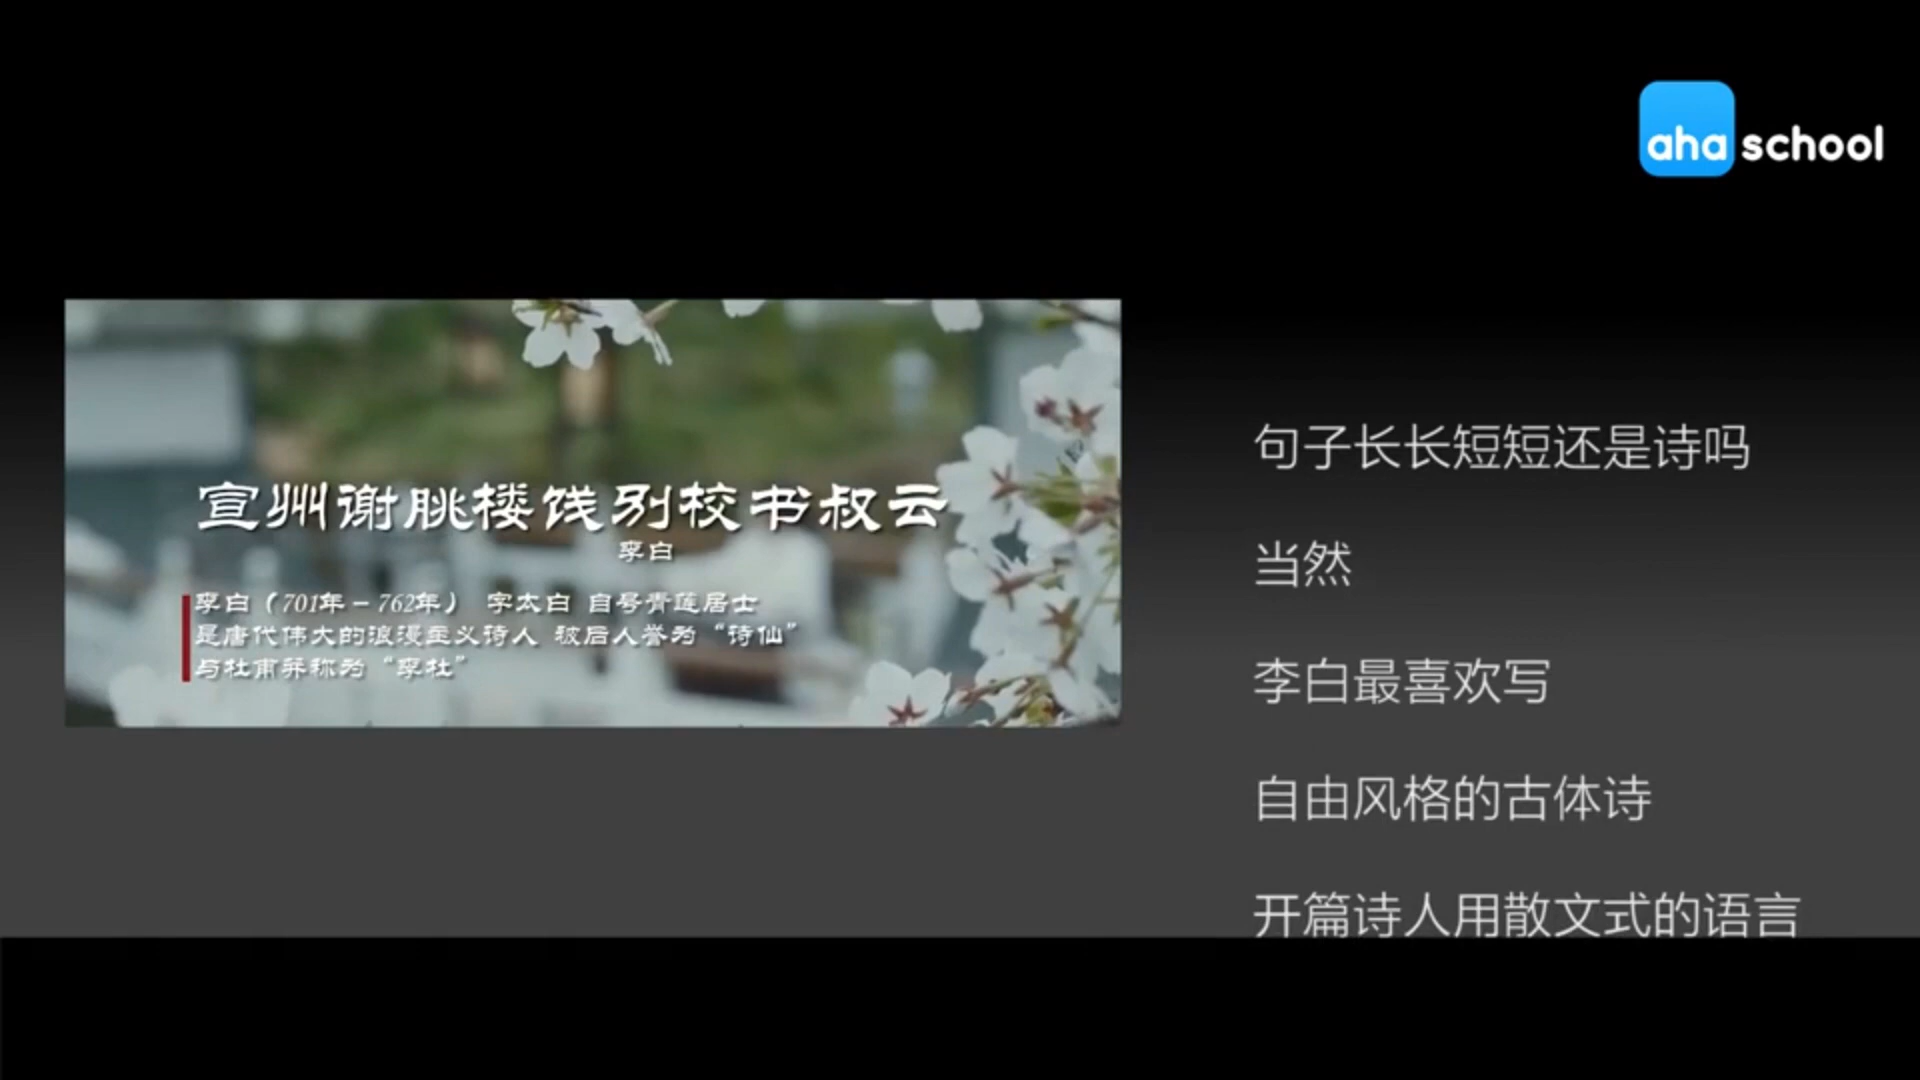 aha school
宣州谢朓楼饯别校书叔云
李白
李白（701年－762年） 字太白 自号青莲居士
是唐代伟大的浪漫主义诗人 被后人誉为“诗仙”
与杜甫并称为“李杜”
句子长长短短还是诗吗
当然
李白最喜欢写
自由风格的古体诗
开篇诗人用散文式的语言